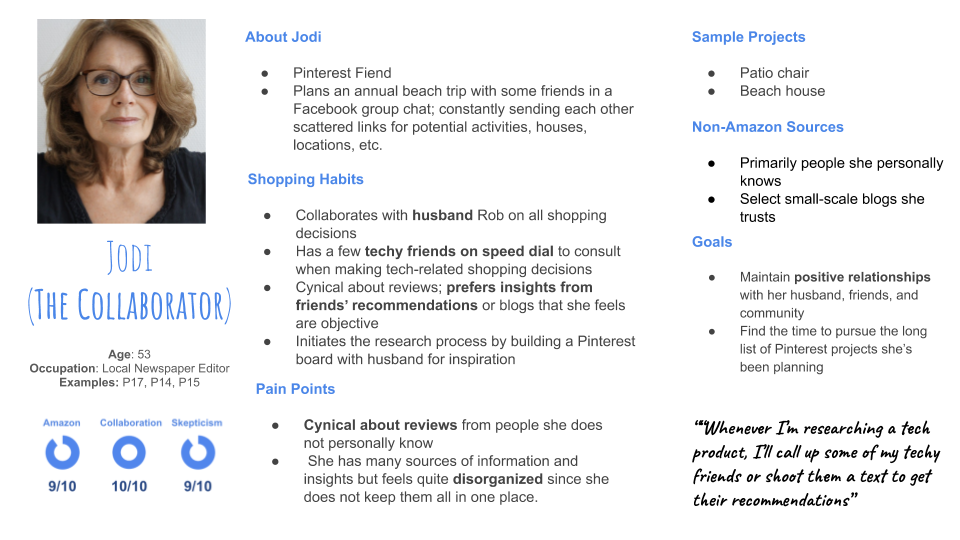 Jodi
(The Collaborator)
Age: 53
Occupation: Local Newspaper Editor
Examples: P17, P14, P15
Amazon
Collaboration
Skepticism
9/10
10/10
9/10
About Jodi
● Pinterest Fiend
● Plans an annual beach trip with some friends in a
Facebook group chat; constantly sending each other
scattered links for potential activities, houses,
locations, etc.
Shopping Habits
● Collaborates with husband Rob on all shopping
decisions
● Has a few techy friends on speed dial to consult
when making tech-related shopping decisions
● Cynical about reviews; prefers insights from
friends’ recommendations or blogs that she feels
are objective
● Initiates the research process by building a Pinterest
board with husband for inspiration
Pain Points
● Cynical about reviews from people she does
not personally know
● She has many sources of information and
insights but feels quite disorganized since she
does not keep them all in one place.
Sample Projects
● Patio chair
● Beach house
Non-Amazon Sources
● Primarily people she personally
knows
● Select small-scale blogs she
trusts
Goals
● Maintain positive relationships
with her husband, friends, and
community
● Find the time to pursue the long
list of Pinterest projects she’s
been planning
““Whenever I’m researching a tech
product, I’ll call up some of my techy
friends or shoot them a text to get
their recommendations”